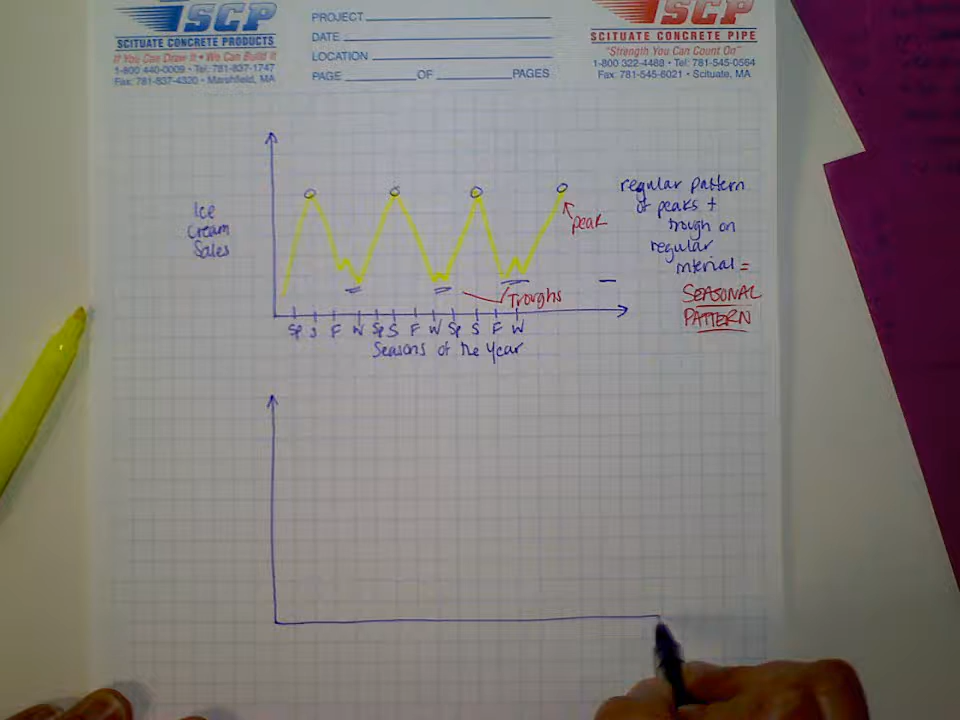 SCP
SCITUATE CONCRETE PRODUCTS
If You Can Draw It • We Can Build It
1-800 440-0009 • Tel: 781-837-1747
Fax: 781-837-4320 • Marshfield, MA
PROJECT
DATE
LOCATION
PAGE OF PAGES
SCP
SCITUATE CONCRETE PIPE
"Strength You Can Count On"
1-800 322-4488 • Tel: 781-545-0564
Fax: 781-545-6021 • Scituate, MA
Ice
Cream
Sales
peak
Troughs
Sp S F W Sp S F W Sp S F W
Seasons of the Year
regular pattern
of peaks +
trough on
regular
interval =
SEASONAL
PATTERN